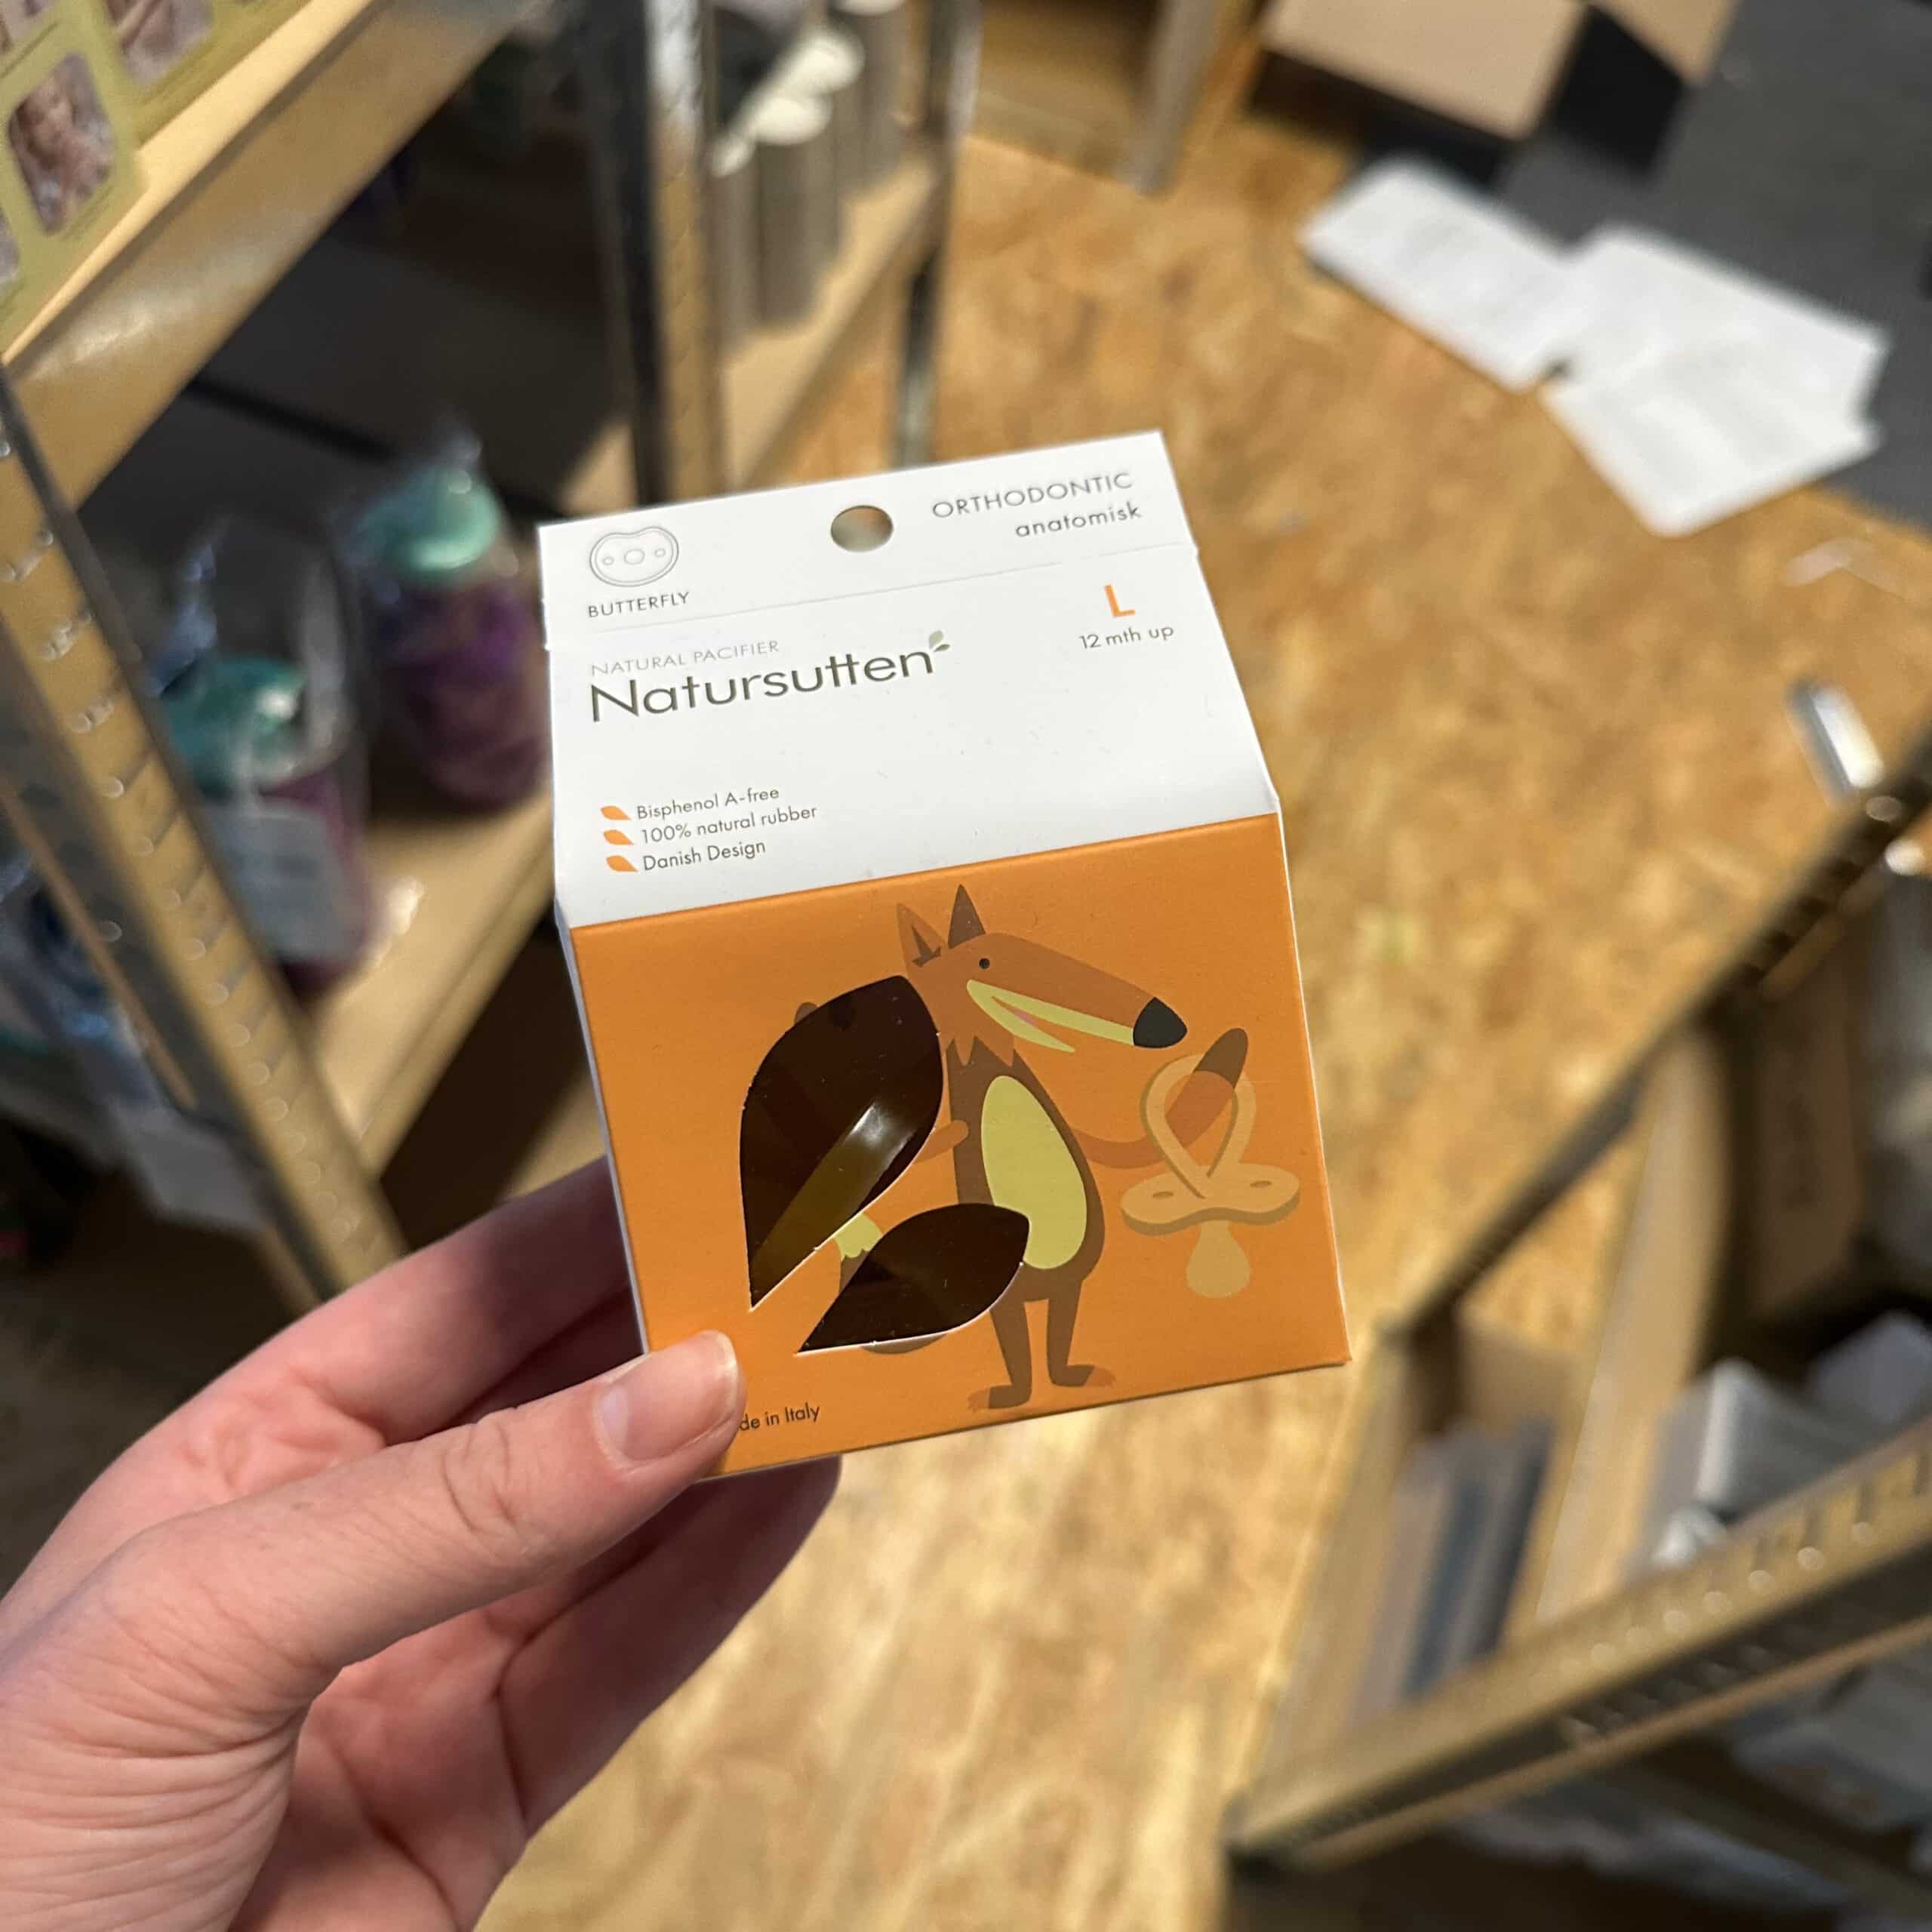 ORTHODONTIC
anatomisk
BUTTERFLY
L
12 mth up
NATURAL PACIFIER
Natursutten
Bisphenol A-free
100% natural rubber
Danish Design
de in Italy